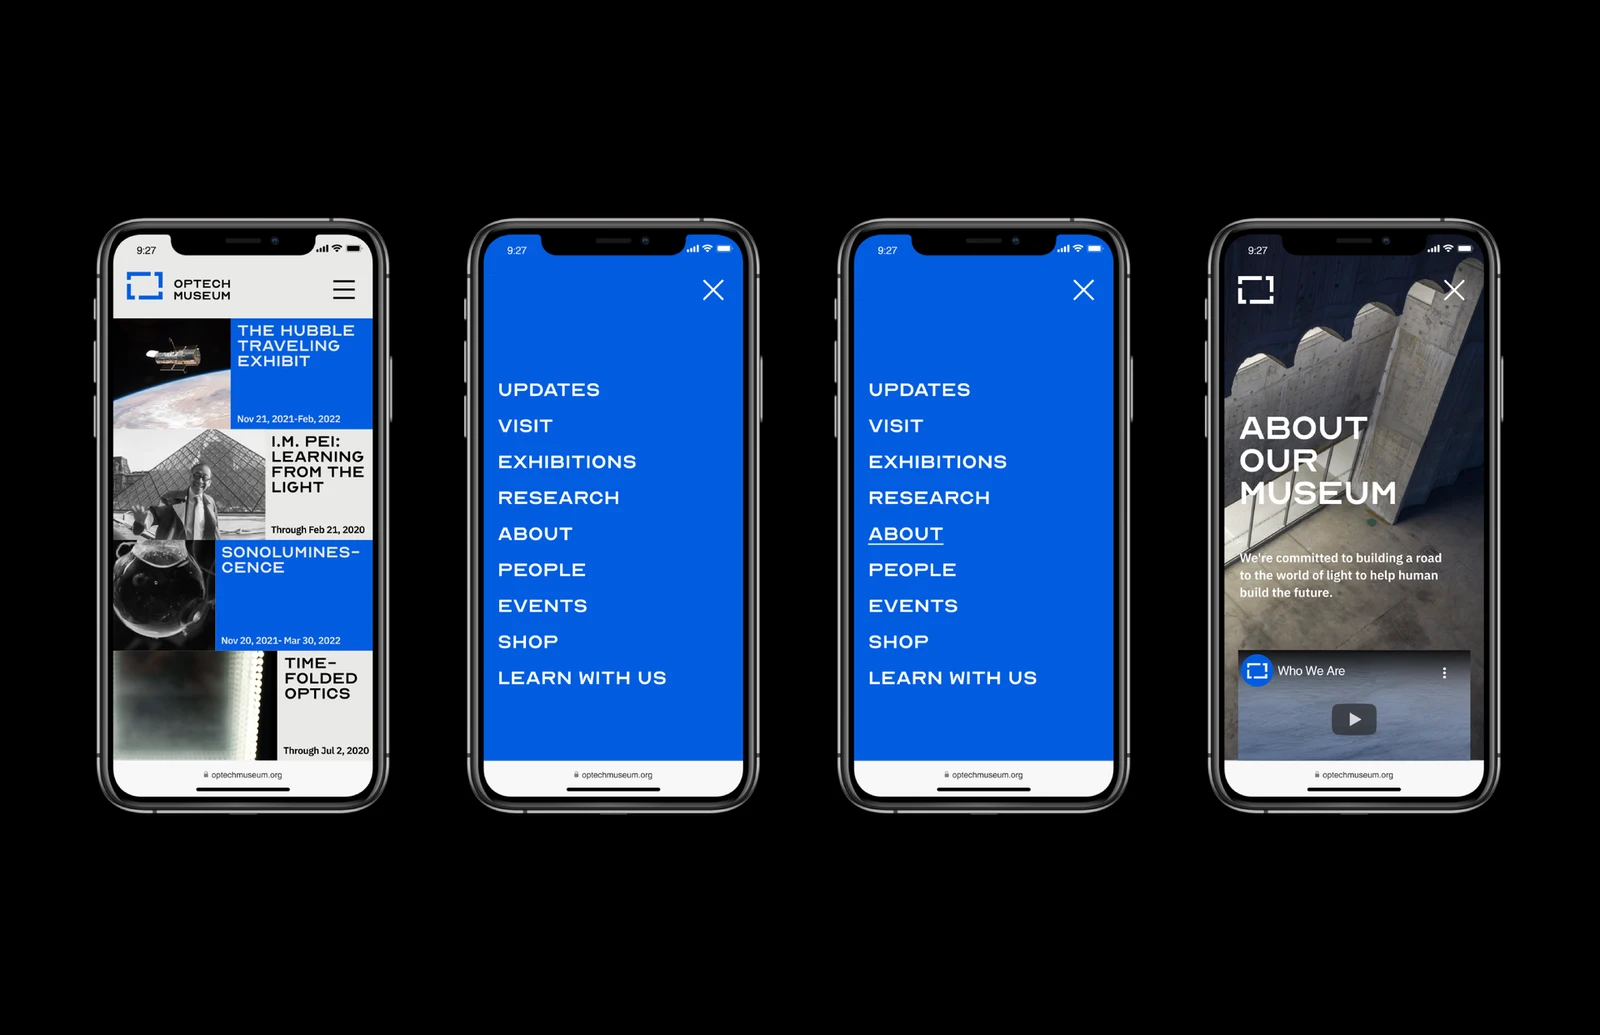 9:27
OPTECH
MUSEUM
THE HUBBLE
TRAVELING
EXHIBIT
Nov 21, 2021-Feb, 2022
I.M. PEI:
LEARNING
FROM THE
LIGHT
Through Feb 21, 2020
SONOLUMINES-
CENCE
Nov 20, 2021- Mar 30, 2022
TIME-
FOLDED
OPTICS
Through Jul 2, 2020
optechmuseum.org
9:27
UPDATES
VISIT
EXHIBITIONS
RESEARCH
ABOUT
PEOPLE
EVENTS
SHOP
LEARN WITH US
optechmuseum.org
9:27
UPDATES
VISIT
EXHIBITIONS
RESEARCH
ABOUT
PEOPLE
EVENTS
SHOP
LEARN WITH US
optechmuseum.org
9:27
ABOUT
OUR
MUSEUM
We're committed to building a road
to the world of light to help human
build the future.
Who We Are
optechmuseum.org